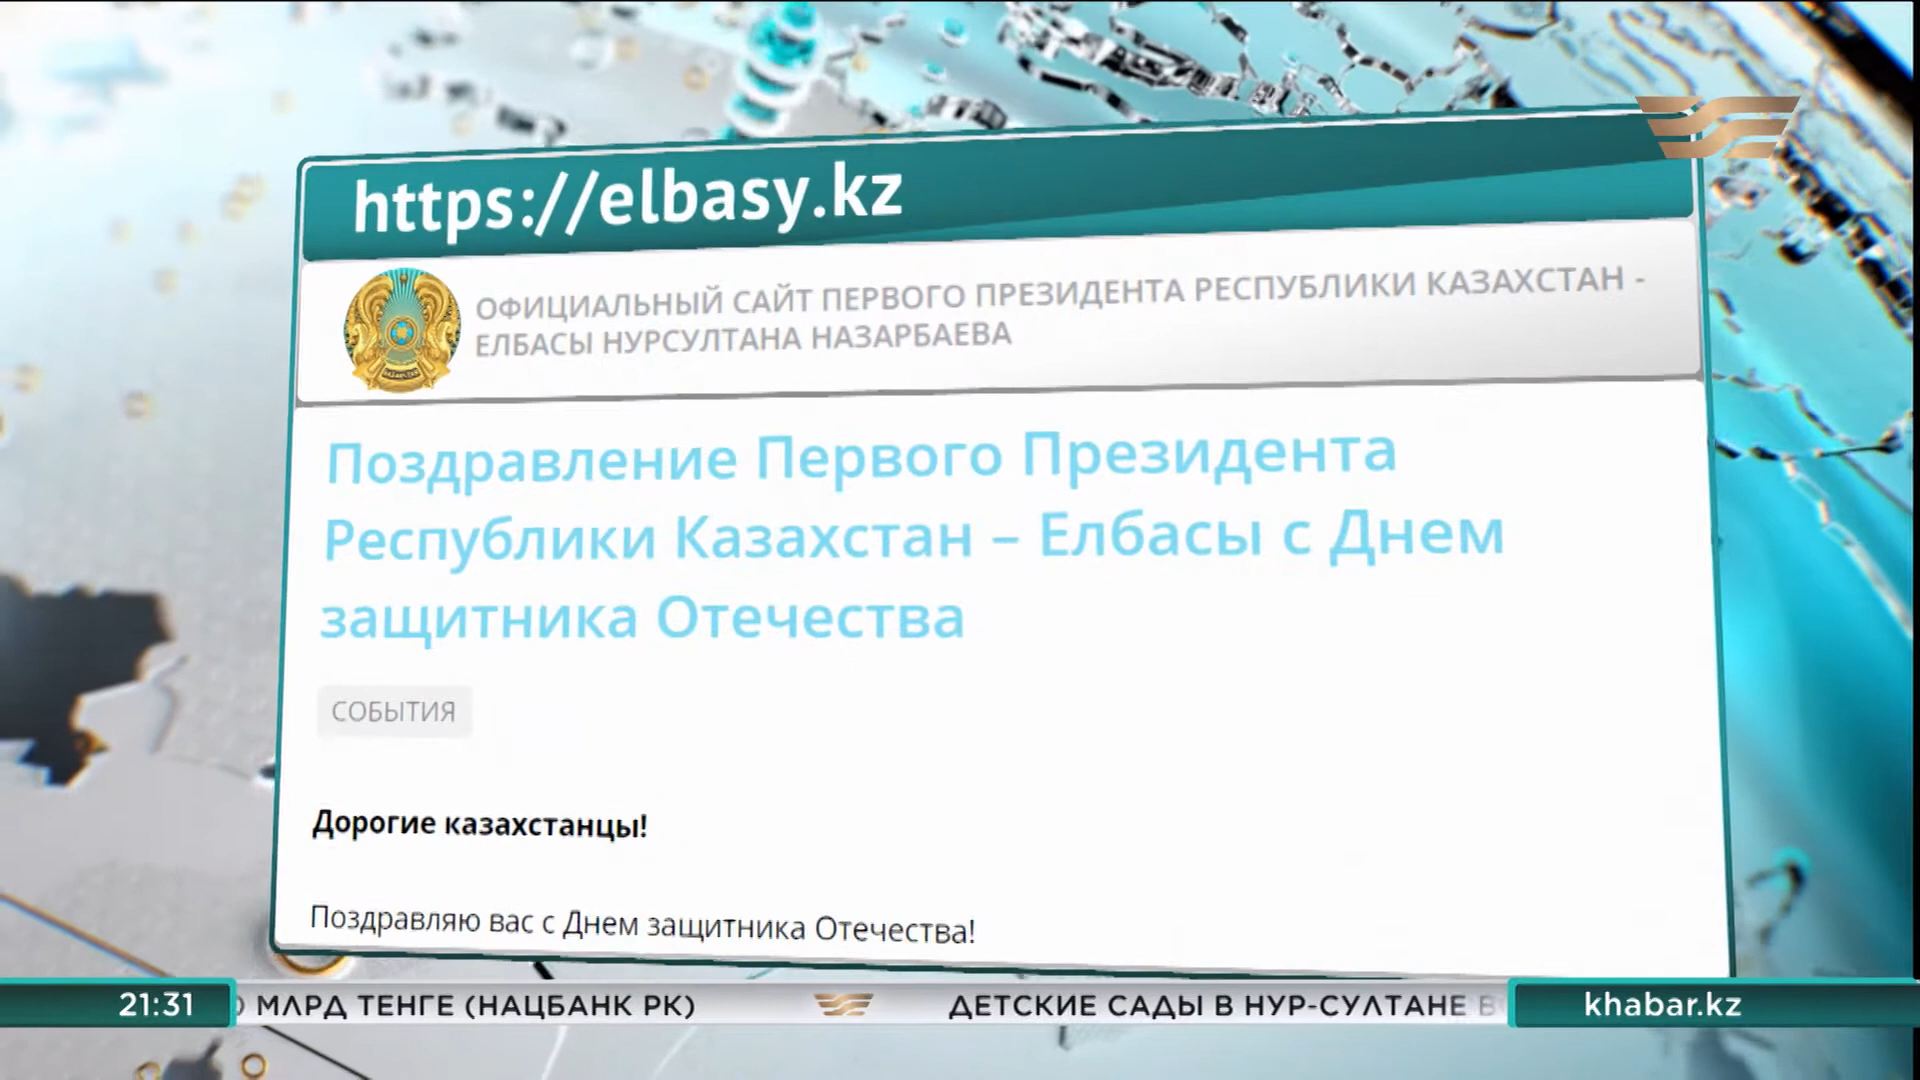 https://elbasy.kz
ОФИЦИАЛЬНЫЙ САЙТ ПЕРВОГО ПРЕЗИДЕНТА РЕСПУБЛИКИ КАЗАХСТАН -
ЕЛБАСЫ НУРСУЛТАНА НАЗАРБАЕВА
Поздравление Первого Президента
Республики Казахстан – Елбасы с Днем
защитника Отечества
СОБЫТИЯ
Дорогие казахстанцы!
Поздравляю вас с Днем защитника Отечества!
21:31 МЛРД ТЕНГЕ (НАЦБАНК РК) ДЕТСКИЕ САДЫ В НУР-СУЛТАНЕ khabar.kz